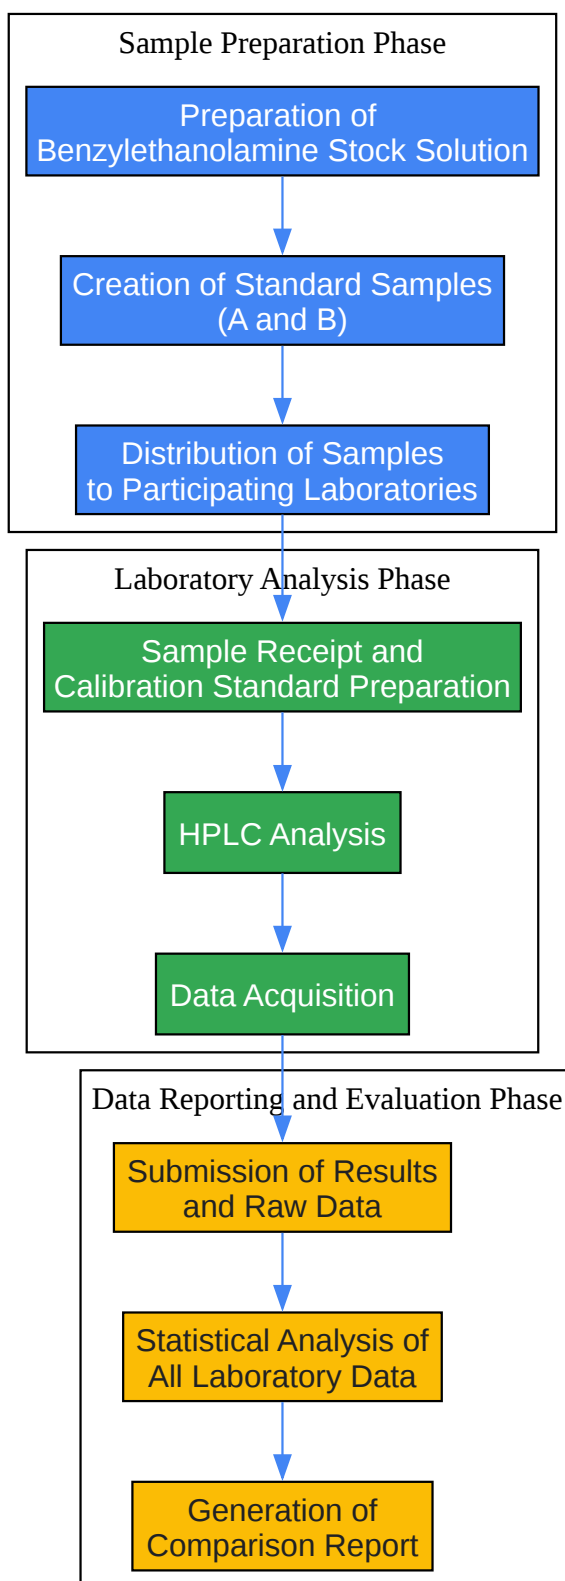 Sample Preparation Phase
Preparation of
Benzylethanolamine Stock Solution
Creation of Standard Samples
(A and B)
Distribution of Samples
to Participating Laboratories
Laboratory Analysis Phase
Sample Receipt and
Calibration Standard Preparation
HPLC Analysis
Data Acquisition
Data Reporting and Evaluation Phase
Submission of Results
and Raw Data
Statistical Analysis of
All Laboratory Data
Generation of
Comparison Report